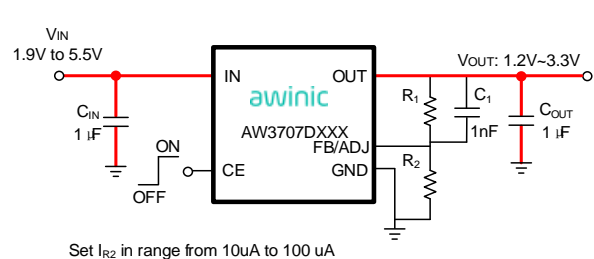 VIN
1.9V to 5.5V
VOUT: 1.2V~3.3V
IN
OUT
awinic
AW3707DXXX
FB/ADJ
GND
CE
CIN
1 μF
ON
OFF
R1
C1
1nF
R2
COUT
1 μF
Set IR2 in range from 10uA to 100 uA